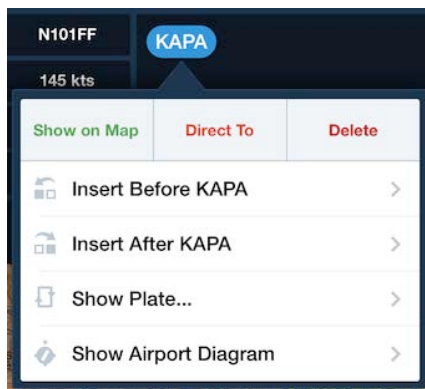 N101FF
KAPA
145 kts
Show on Map Direct To Delete
Insert Before KAPA
Insert After KAPA
Show Plate...
Show Airport Diagram